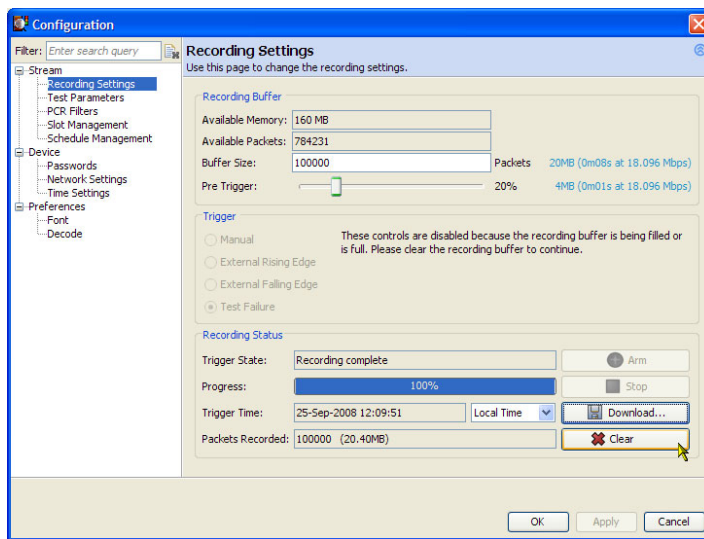 Configuration
Filter: Enter search query
Stream
Recording Settings
Test Parameters
PCR Filters
Slot Management
Schedule Management
Device
Passwords
Network Settings
Time Settings
Preferences
Font
Decode
Recording Settings
Use this page to change the recording settings.
Recording Buffer
Available Memory: 160 MB
Available Packets: 784231
Buffer Size: 100000 Packets 20MB (0m08s at 18.096 Mbps)
Pre Trigger: 20% 4MB (0m01s at 18.096 Mbps)
Trigger
Manual
External Rising Edge
External Falling Edge
Test Failure
These controls are disabled because the recording buffer is being filled or
is full. Please clear the recording buffer to continue.
Recording Status
Trigger State: Recording complete Arm
Progress: 100% Stop
Trigger Time: 25-Sep-2008 12:09:51 Local Time Download...
Packets Recorded: 100000 (20.40MB) Clear
OK Apply Cancel